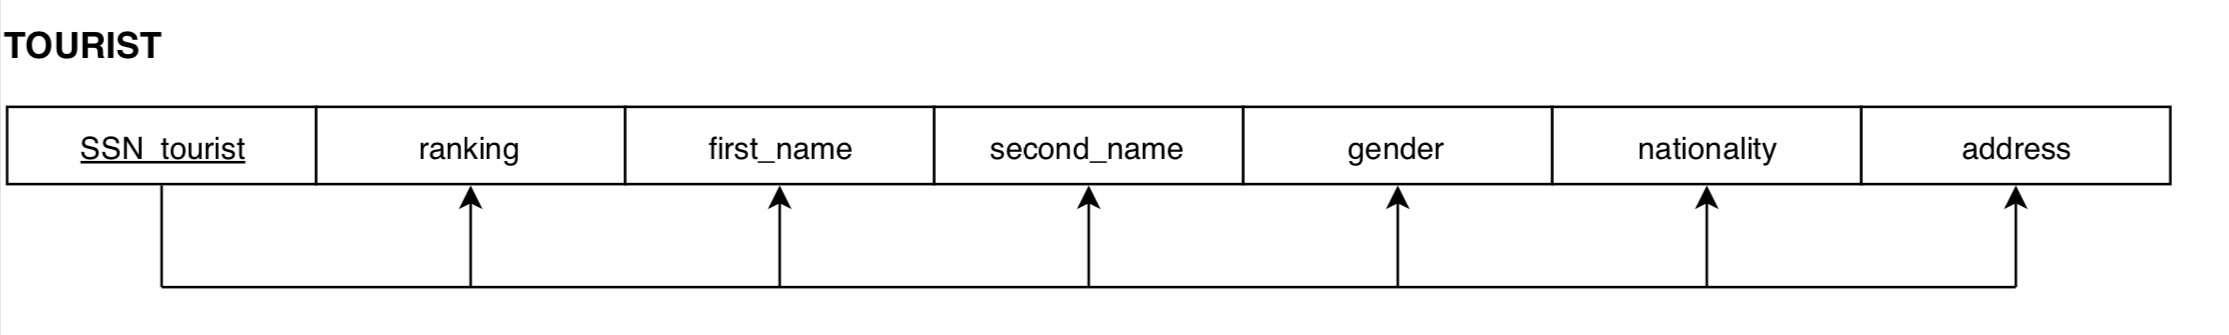 TOURIST
SSN_tourist ranking first_name second_name gender nationality address